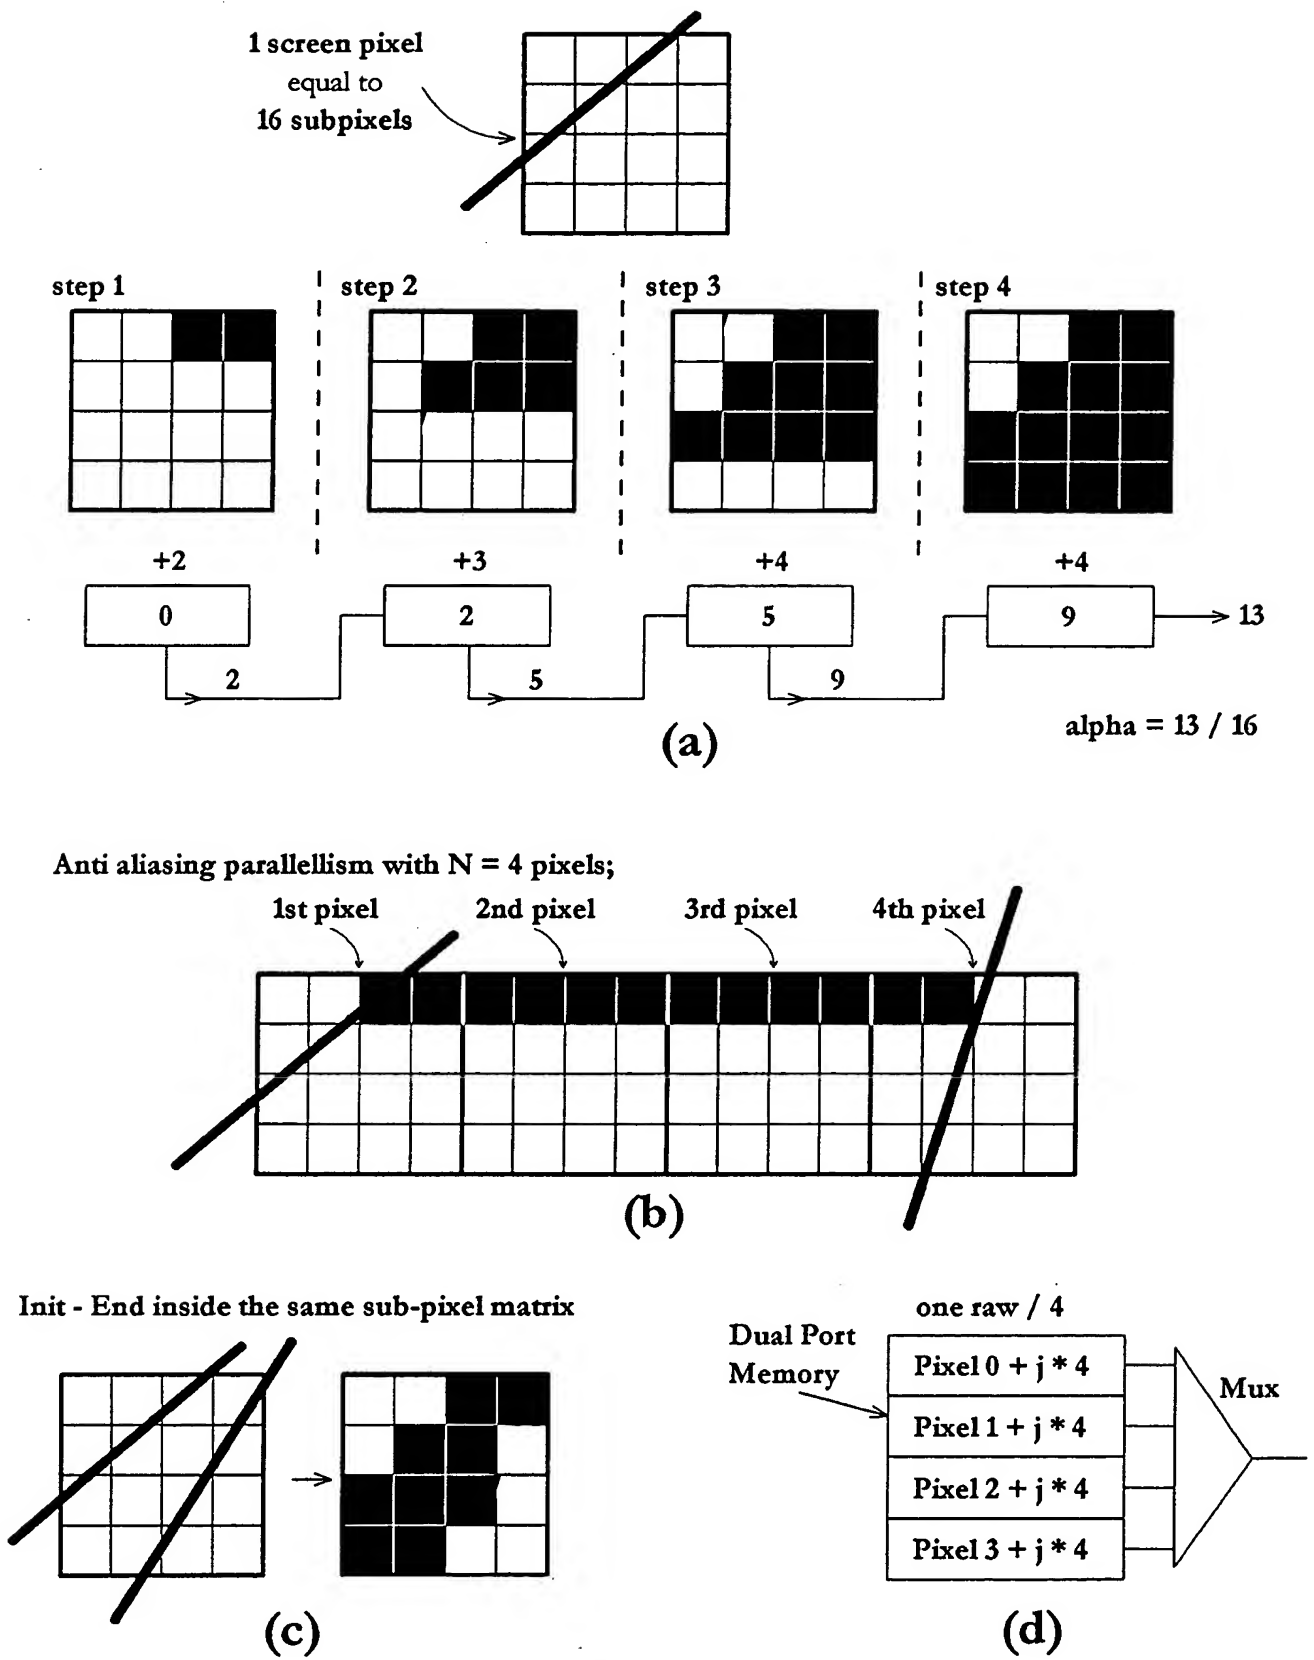 1 screen pixel
equal to
16 subpixels
step 1
step 2
step 3
step 4
+2
+3
+4
+4
0
2
5
9
13
2
5
9
alpha = 13 / 16
(a)
Anti aliasing parallellism with N = 4 pixels;
1st pixel
2nd pixel
3rd pixel
4th pixel
(b)
Init - End inside the same sub-pixel matrix
(c)
one raw / 4
Dual Port
Memory
Pixel 0 + j * 4
Pixel 1 + j * 4
Pixel 2 + j * 4
Pixel 3 + j * 4
Mux
(d)